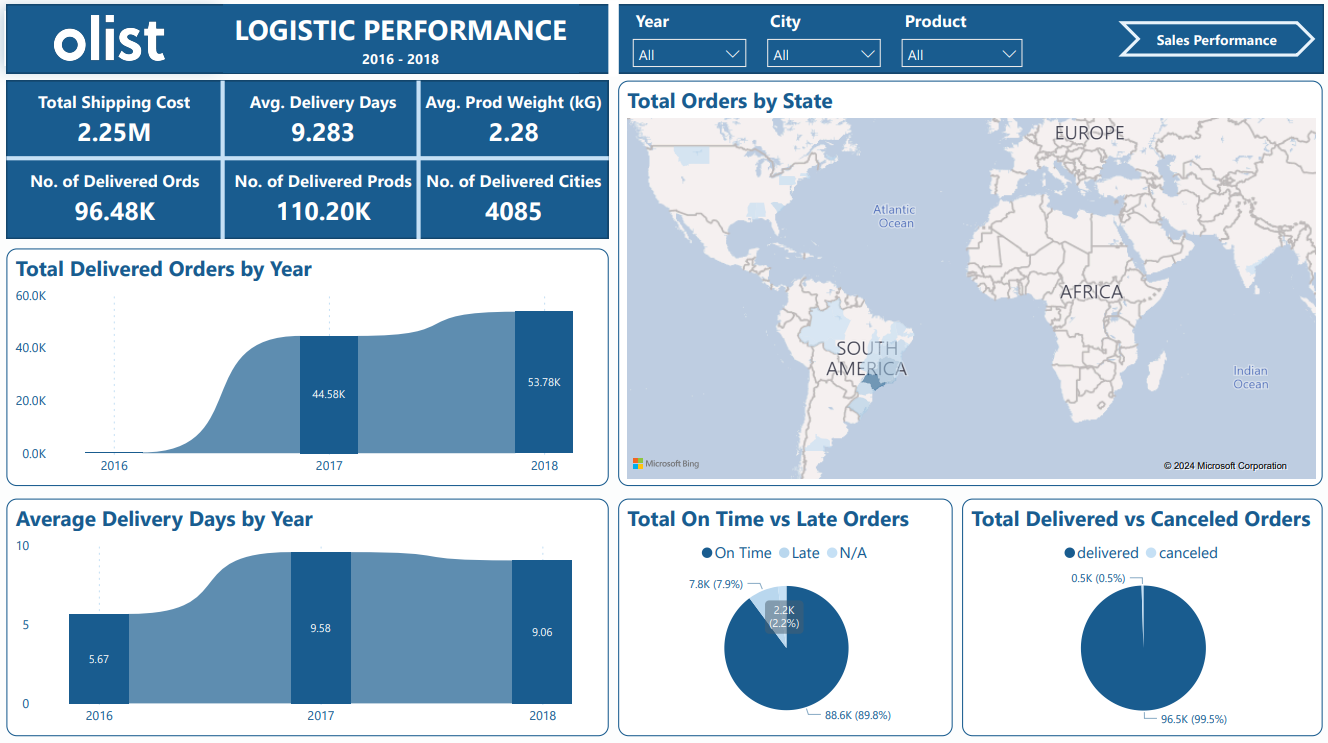 olist
LOGISTIC PERFORMANCE
2016 - 2018
Year
City
Product
All
All
All
Sales Performance
Total Shipping Cost
2.25M
Avg. Delivery Days
9.283
Avg. Prod Weight (kG)
2.28
No. of Delivered Ords
96.48K
No. of Delivered Prods
110.20K
No. of Delivered Cities
4085
Total Orders by State
EUROPE
Atlantic
Ocean
AFRICA
SOUTH
AMERICA
Indian
Ocean
Microsoft Bing
© 2024 Microsoft Corporation
Total Delivered Orders by Year
60.0K
40.0K
20.0K
0.0K
44.58K
53.78K
2016
2017
2018
Average Delivery Days by Year
10
5
0
5.67
9.58
9.06
2016
2017
2018
Total On Time vs Late Orders
On Time
Late
N/A
7.8K (7.9%)
2.2K
(2.2%)
88.6K (89.8%)
Total Delivered vs Canceled Orders
delivered
canceled
0.5K (0.5%)
96.5K (99.5%)